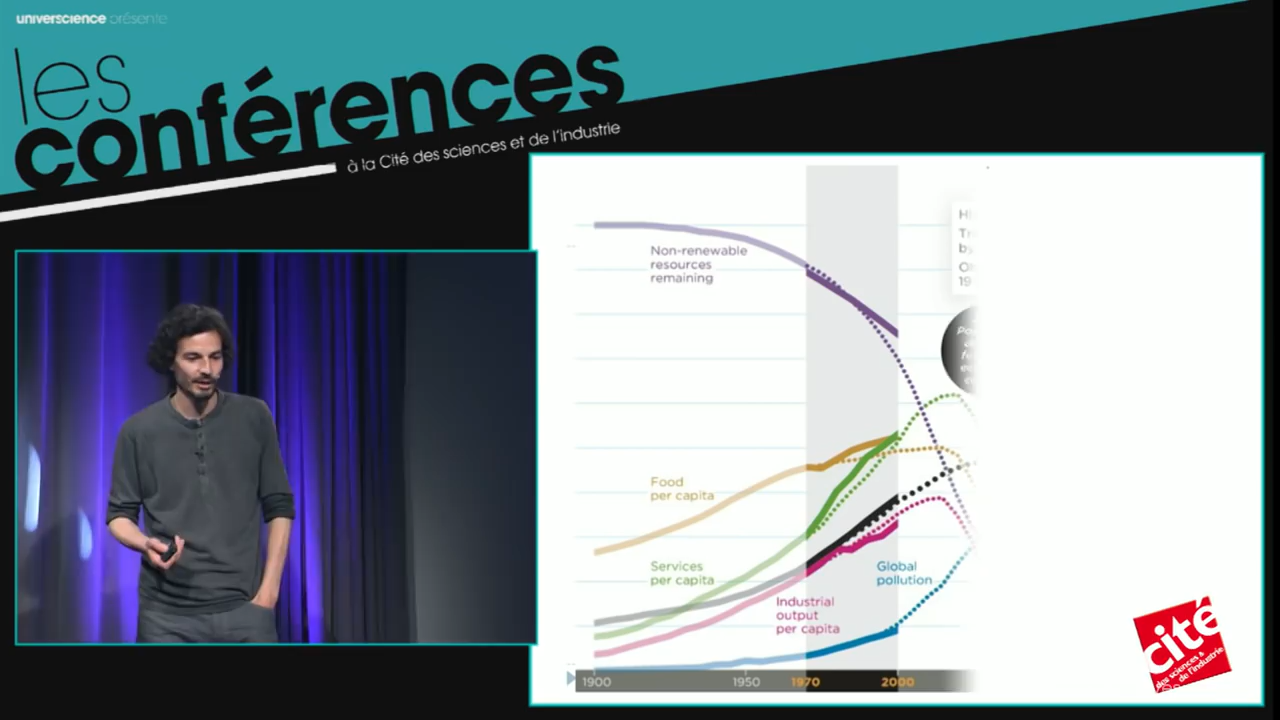 universcience présente
les
conférences
à la Cité des sciences et de l'industrie
Non-renewable
resources
remaining
Food
per capita
Services
per capita
Industrial
output
per capita
Global
pollution
1900
1950
1970
2000
19
cité
des sciences &
de l'industrie